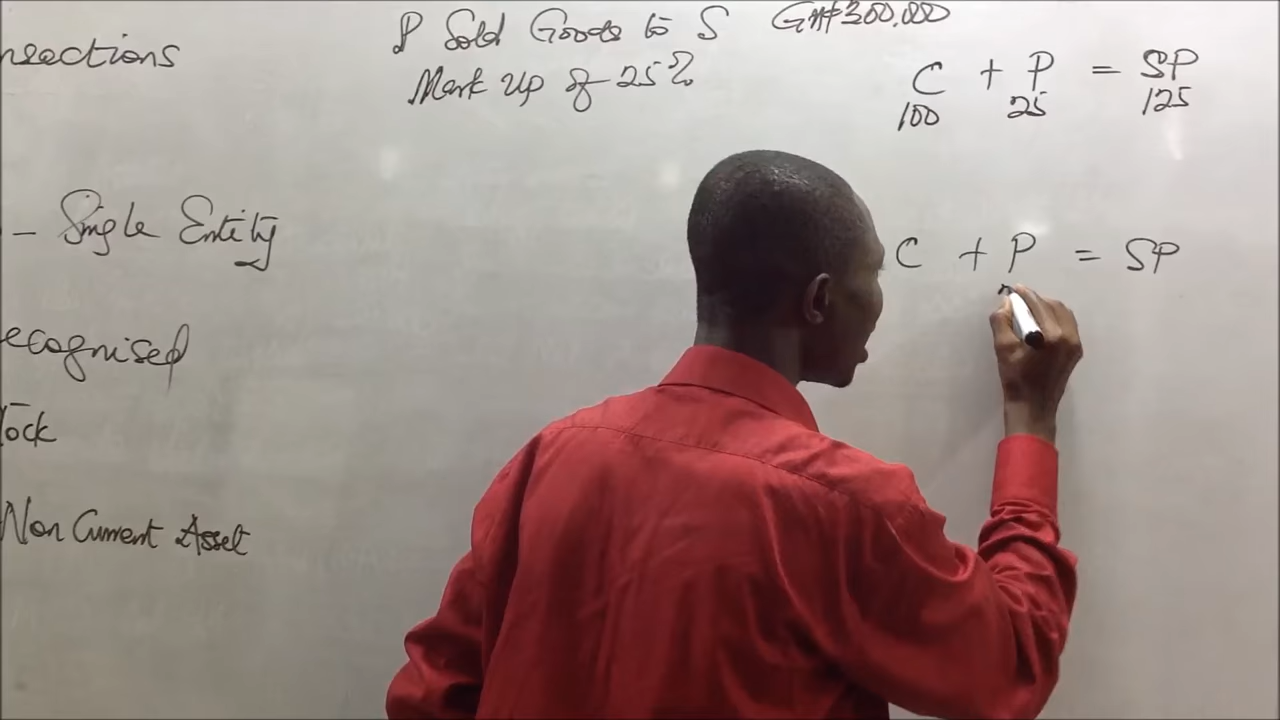 P Sold Goods to S GH¢300,000
Mark up of 25%
C + P = SP
100 25 125
nsactions
- Single Entity
ecognised
tock
Non Current Asset
C + P = SP